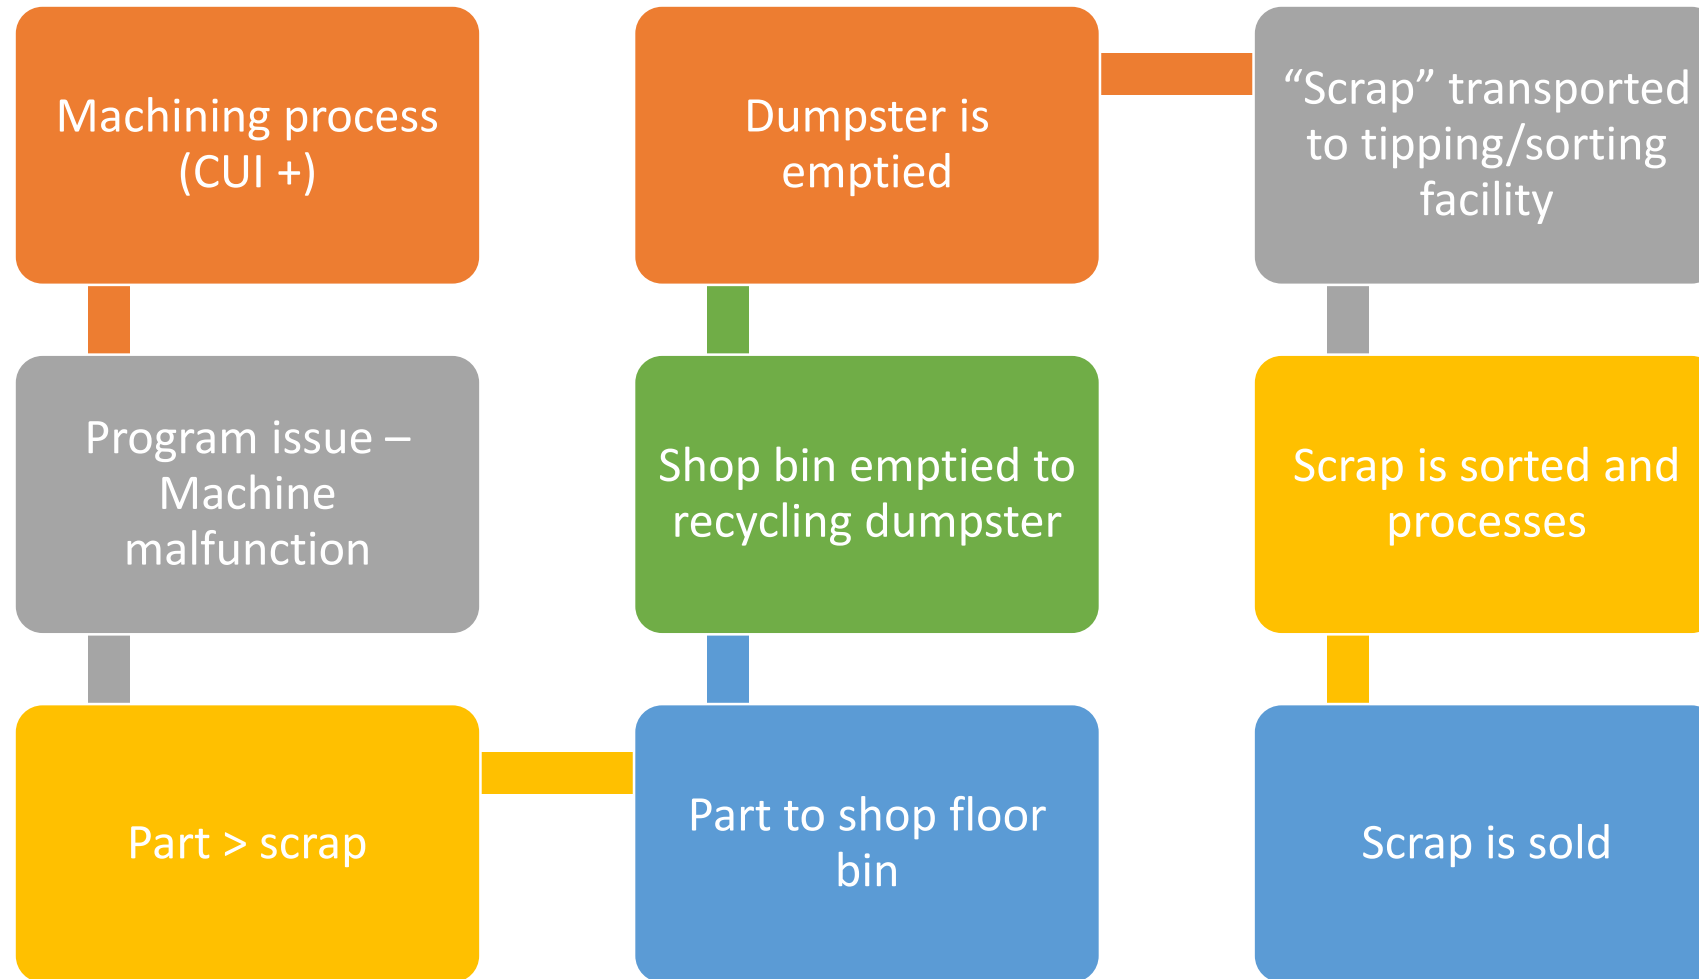 Machining process
(CUI +)
Program issue –
Machine
malfunction
Part > scrap
Part to shop floor
bin
Shop bin emptied to
recycling dumpster
Dumpster is
emptied
“Scrap” transported
to tipping/sorting
facility
Scrap is sorted and
processes
Scrap is sold